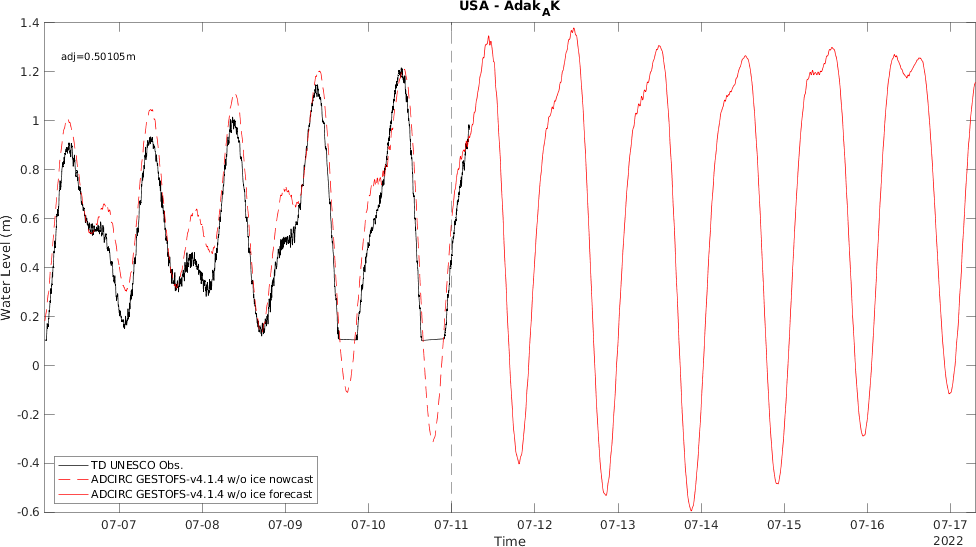 USA - Adak_AK
1.4
adj=0.50105m
1.2
1
0.8
0.6
0.4
0.2
0
-0.2
-0.4
-0.6
Water Level (m)
TD UNESCO Obs.
ADCIRC GESTOFS-v4.1.4 w/o ice nowcast
ADCIRC GESTOFS-v4.1.4 w/o ice forecast
07-07 07-08 07-09 07-10 07-11 07-12 07-13 07-14 07-15 07-16 07-17
Time
2022